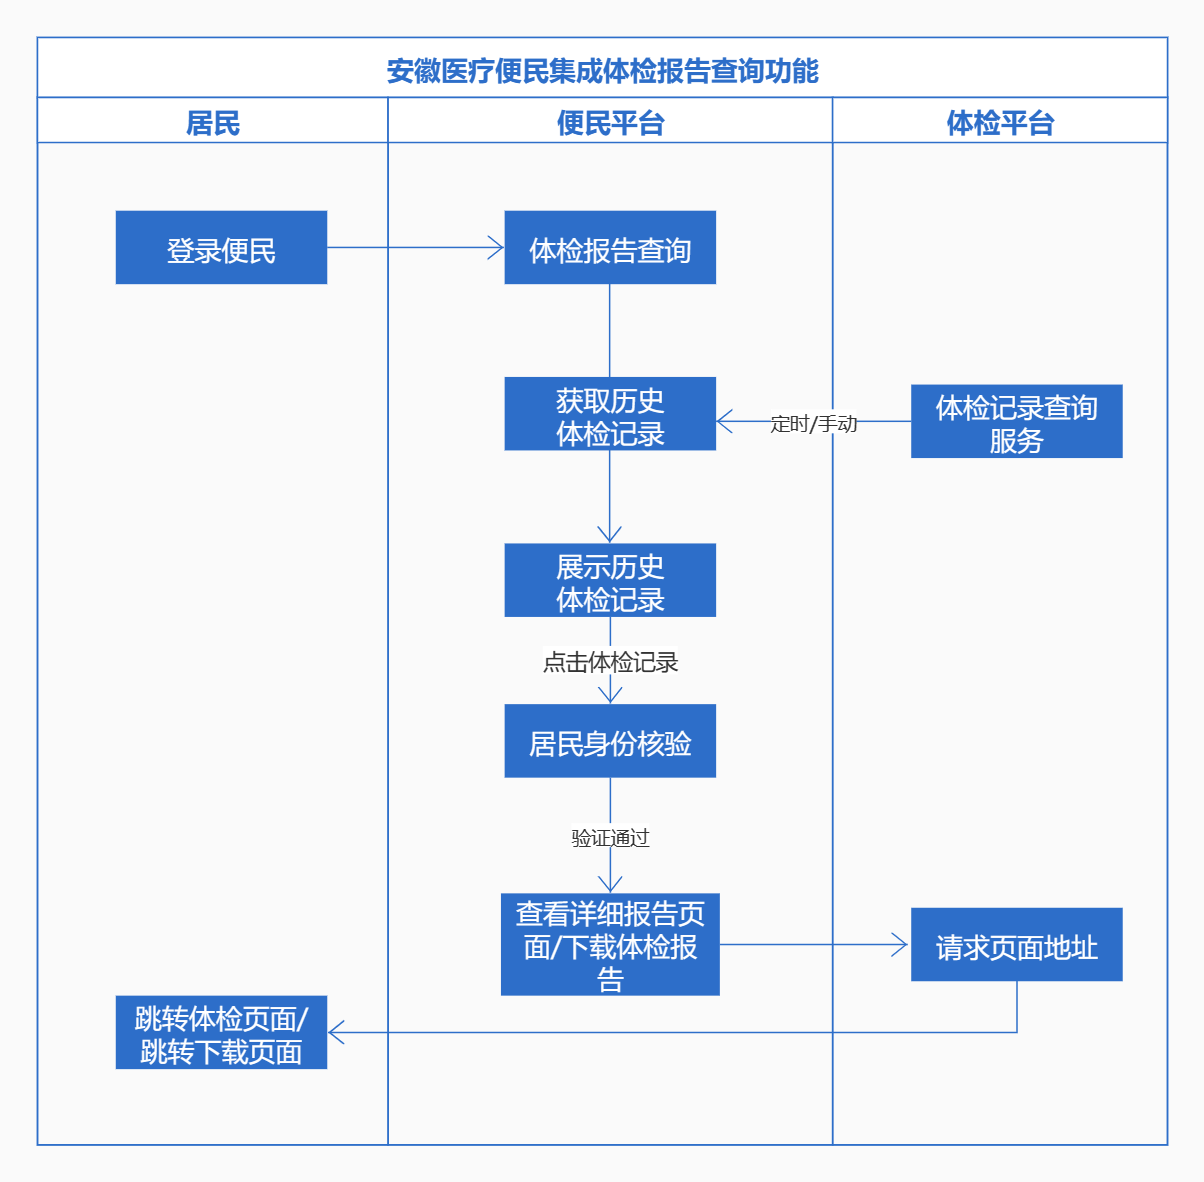 安徽医疗便民集成体检报告查询功能
居民
便民平台
体检平台
登录便民
体检报告查询
获取历史
体检记录
定时/手动
体检记录查询
服务
展示历史
体检记录
点击体检记录
居民身份核验
验证通过
查看详细报告页
面/下载体检报
告
请求页面地址
跳转体检页面/
跳转下载页面